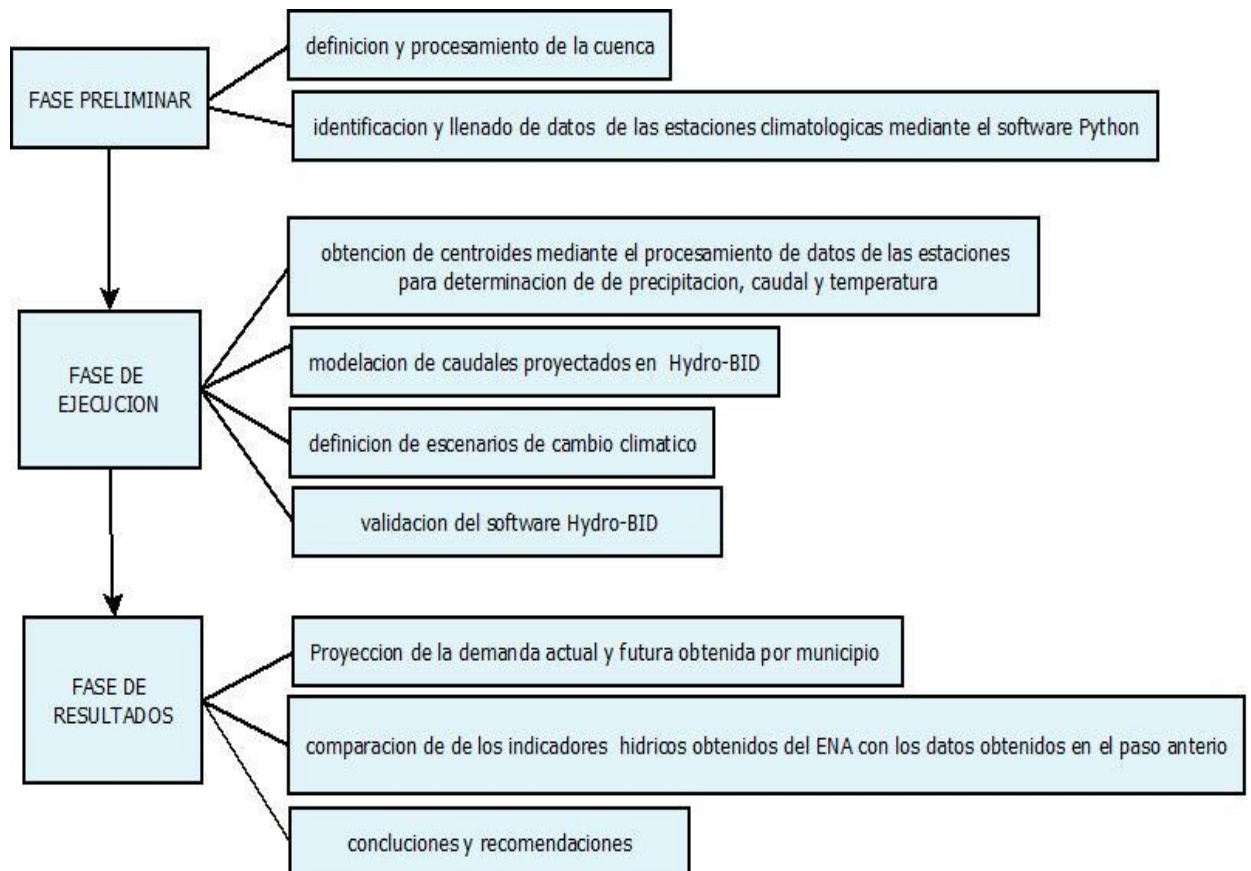 FASE PRELIMINAR
definicion y procesamiento de la cuenca
identificacion y llenado de datos de las estaciones climatologicas mediante el software Python
FASE DE
EJECUCION
obtencion de centroides mediante el procesamiento de datos de las estaciones
para determinacion de de precipitacion, caudal y temperatura
modelacion de caudales proyectados en Hydro-BID
definicion de escenarios de cambio climatico
validacion del software Hydro-BID
FASE DE
RESULTADOS
Proyeccion de la demanda actual y futura obtenida por municipio
comparacion de de los indicadores hidricos obtenidos del ENA con los datos obtenidos en el paso anterio
concluciones y recomendaciones